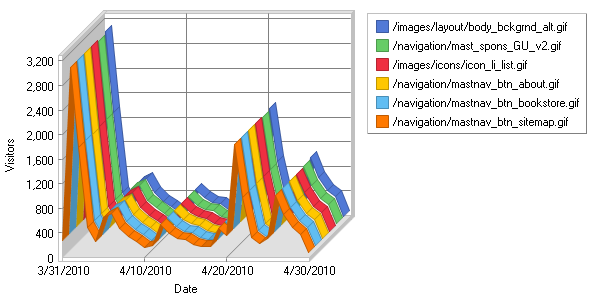 /images/layout/body_bckgrnd_alt.gif
/navigation/mast_spons_GU_v2.gif
/images/icons/icon_li_list.gif
/navigation/mastnav_btn_about.gif
/navigation/mastnav_btn_bookstore.gif
/navigation/mastnav_btn_sitemap.gif
Visitors
3,200
2,800
2,400
2,000
1,600
1,200
800
400
0
3/31/2010 4/10/2010 4/20/2010 4/30/2010
Date